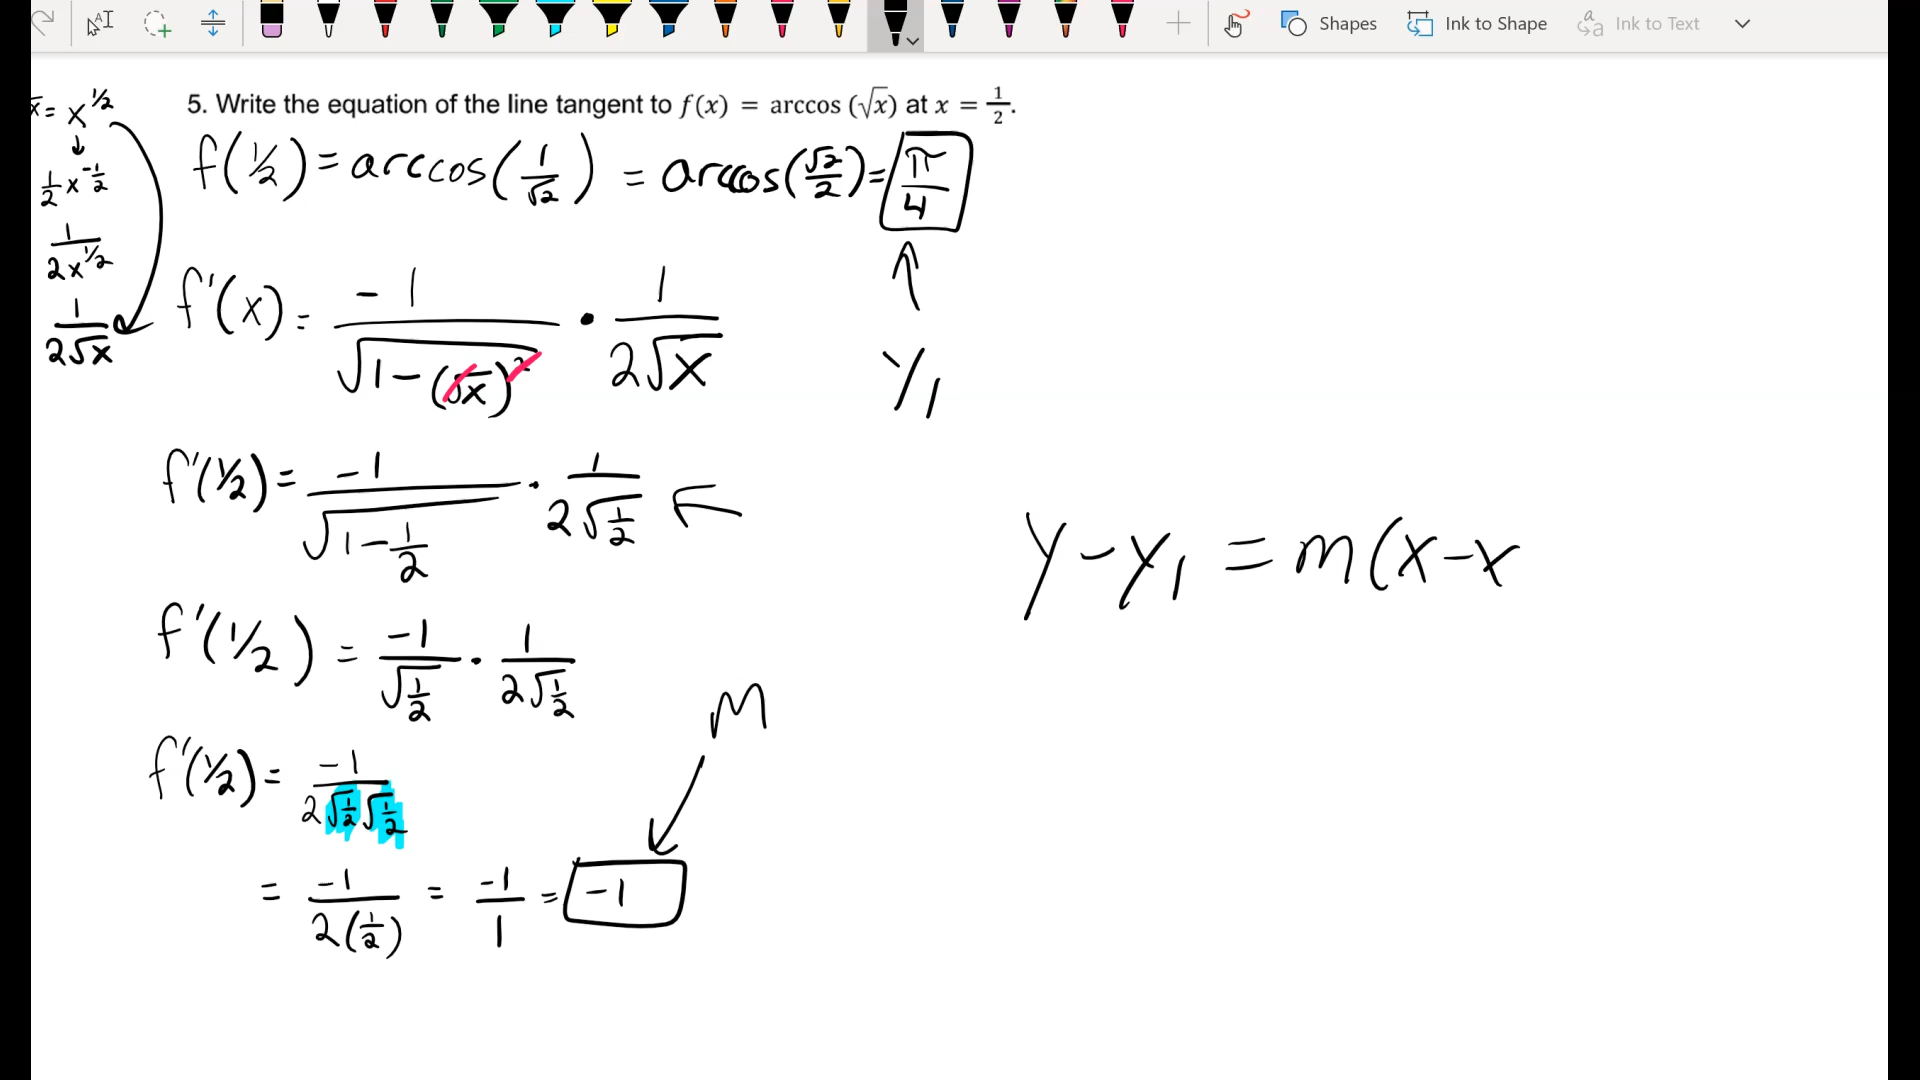 Shapes Ink to Shape Ink to Text
5. Write the equation of the line tangent to f(x) = arccos (√x) at x = 1/2.
x = x^1/2
↓
1/2 x^-1/2
1/(2x^1/2)
1/(2√x)
f(1/2) = arccos(1/√2) = arccos(√2/2) = π/4
f'(x) = -1/√(1-(√x)²) · 1/(2√x)
y1
f'(1/2) = -1/√(1-1/2) · 1/(2√(1/2))
f'(1/2) = -1/√(1/2) · 1/(2√(1/2))
f'(1/2) = -1/(2√(1/2)√(1/2))
= -1/(2(1/2)) = -1/1 = -1
m
y-y1 = m(x-x